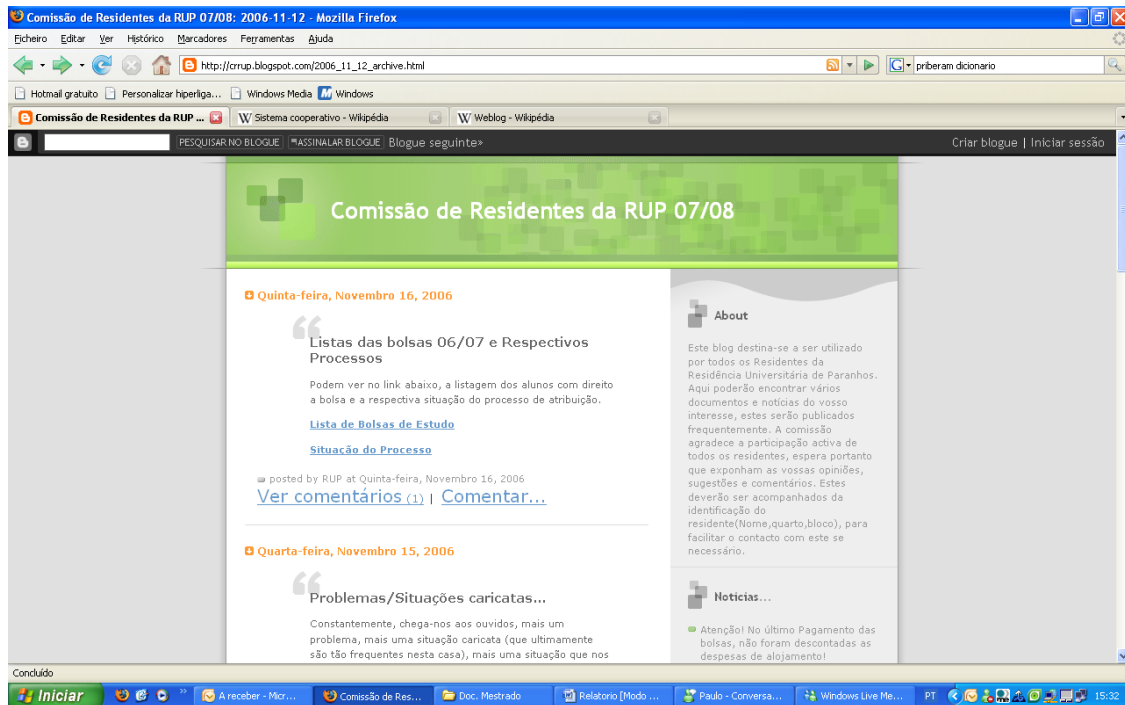 Comissão de Residentes da RUP 07/08: 2006-11-12 - Mozilla Firefox
Ficheiro Editar Ver Histórico Marcadores Ferramentas Ajuda
http://crrup.blogspot.com/2006_11_12_archive.html
priberam dicionario
Hotmail gratuito Personalizar hiperliga... Windows Media Windows
Comissão de Residentes da RUP ... Sistema cooperativo - Wikipédia Weblog - Wikipédia
PESQUISAR NO BLOGUE ASSINALAR BLOGUE Blogue seguinte» Criar blogue | Iniciar sessão
Comissão de Residentes da RUP 07/08
Quinta-feira, Novembro 16, 2006
Listas das bolsas 06/07 e Respectivos
Processos
Podem ver no link abaixo, a listagem dos alunos com direito
a bolsa e a respectiva situação do processo de atribuição.
Lista de Bolsas de Estudo
Situacão do Processo
posted by RUP at Quinta-feira, Novembro 16, 2006
Ver comentários (1) | Comentar...
Quarta-feira, Novembro 15, 2006
Problemas/Situações caricatas...
Constantemente, chega-nos aos ouvidos, mais um
problema, mais uma situação caricata (que ultimamente
são tão frequentes nesta casa), mais uma situação que nos
About
Este blog destina-se a ser utilizado
por todos os Residentes da
Residência Universitária de Paranhos.
Aqui poderão encontrar vários
documentos e noticias do vosso
interesse, estes serão publicados
frequentemente. A comissão
agradece a participação activa de
todos os residentes, espera portanto
que exponham as vossas opiniões,
sugestões e comentários. Estes
deverão ser acompanhados da
identificação do
residente(Nome,quarto,bloco), para
facilitar o contacto com este se
necessário.
Noticias...
Atenção! No último Pagamento das
bolsas, não foram descontadas as
despesas de alojamento!
Concluído
Iniciar A receber - Micr... Comissão de Res... Doc. Mestrado Relatorio [Modo ... Paulo - Conversa... Windows Live Me... PT 15:32